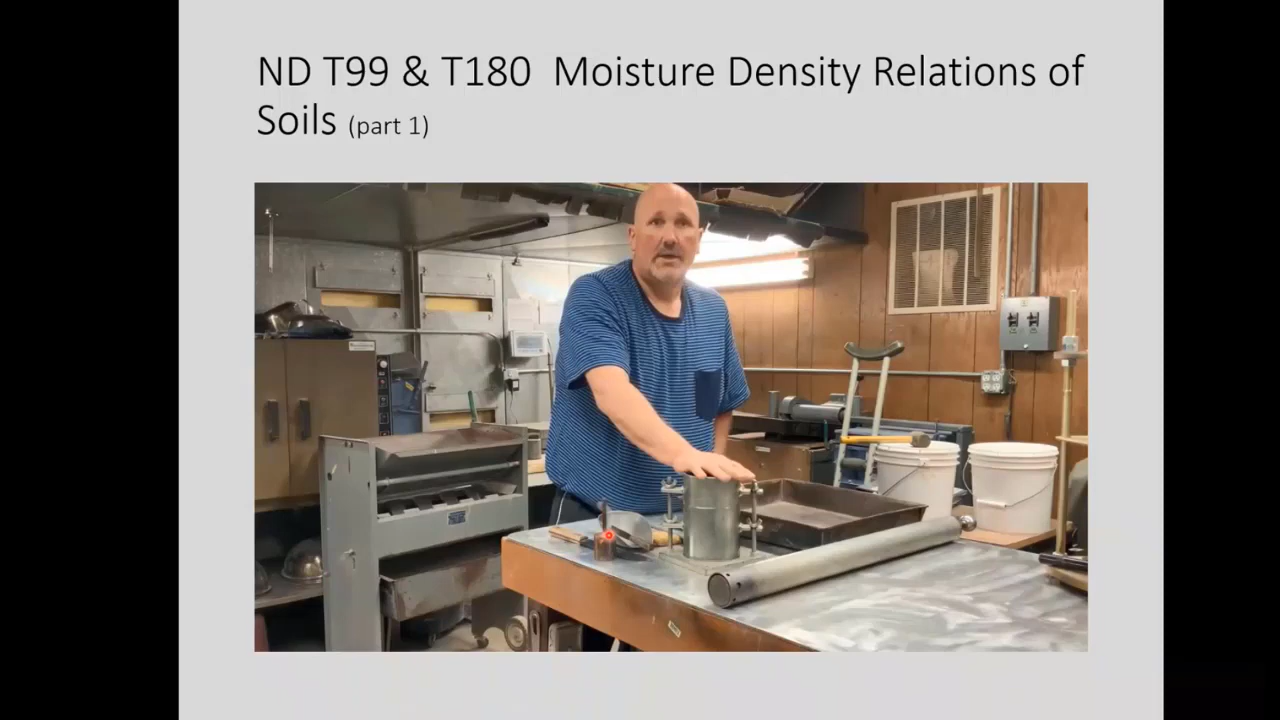 ND T99 & T180 Moisture Density Relations of
Soils (part 1)